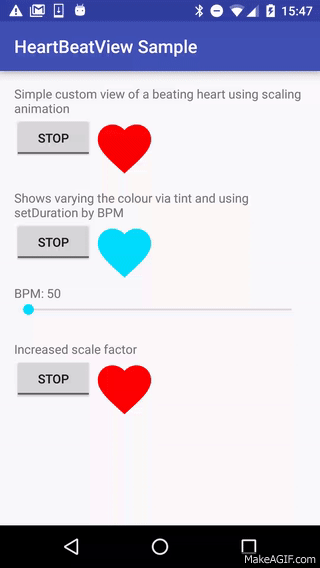 15:47
HeartBeatView Sample
Simple custom view of a beating heart using scaling
animation
STOP
Shows varying the colour via tint and using
setDuration by BPM
STOP
BPM: 50
Increased scale factor
STOP
MakeAGIF.com